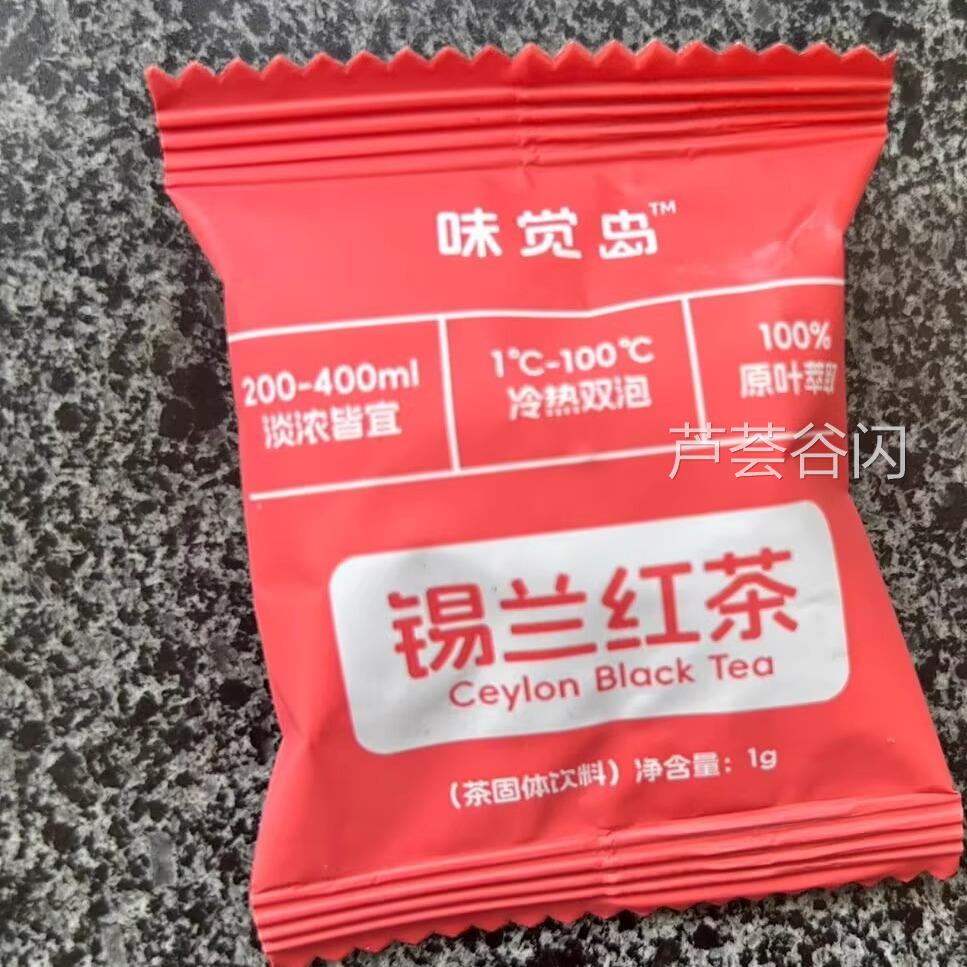 味觉岛™
200-400ml
淡浓皆宜
1℃-100℃
冷热双泡
100%
原叶萃取
芦荟谷闪
锡兰红茶
Ceylon Black Tea
(茶固体饮料) 净含量: 1g